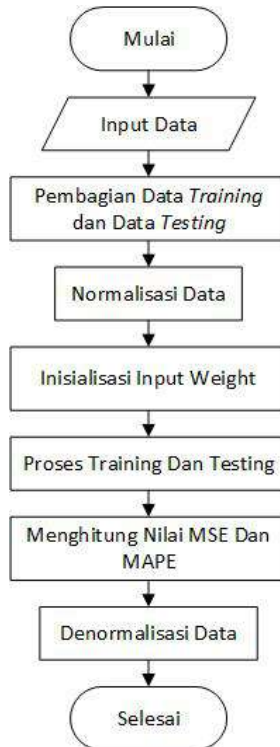 Mulai
Input Data
Pembagian Data Training
dan Data Testing
Normalisasi Data
Inisialisasi Input Weight
Proses Training Dan Testing
Menghitung Nilai MSE Dan
MAPE
Denormalisasi Data
Selesai